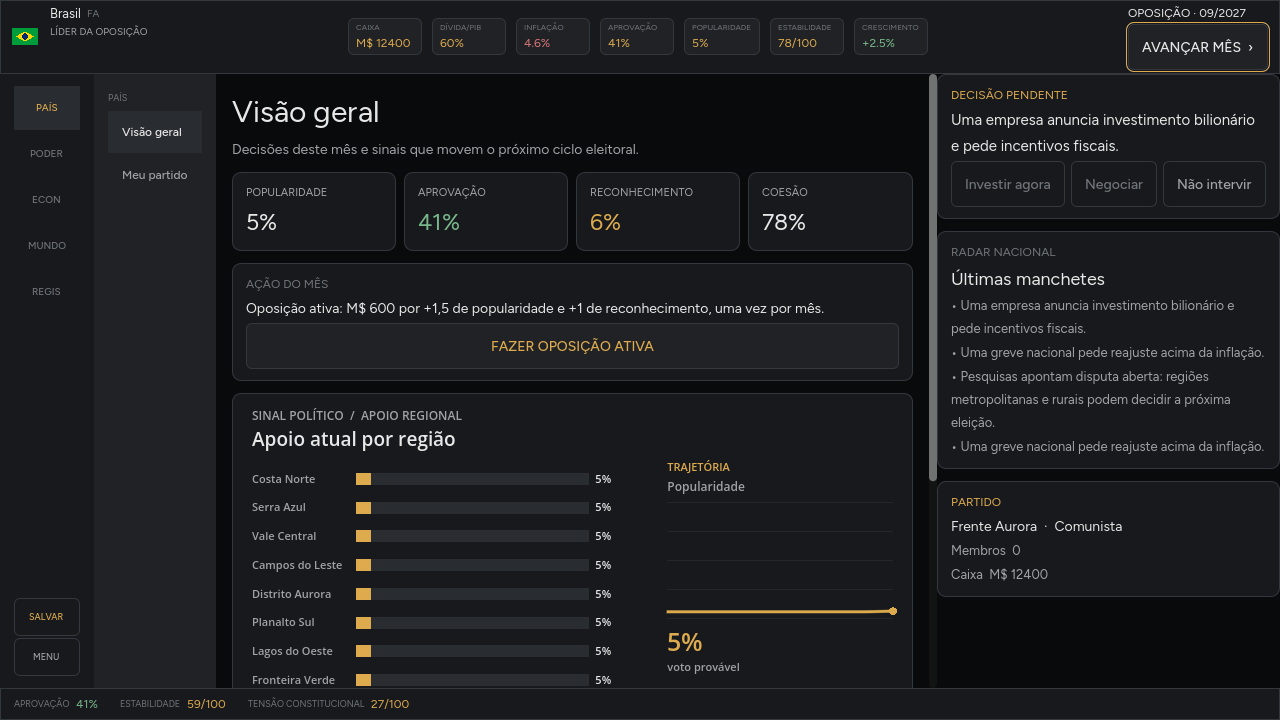 Brasil FA
LÍDER DA OPOSIÇÃO
CAIXA
M$ 12400
DÍVIDA/PIB
60%
INFLAÇÃO
4.6%
APROVAÇÃO
41%
POPULARIDADE
5%
ESTABILIDADE
78/100
CRESCIMENTO
+2.5%
OPOSIÇÃO · 09/2027
AVANÇAR MÊS ›
PAÍS
PODER
ECON
MUNDO
REGIS
SALVAR
MENU
PAÍS
Visão geral
Meu partido
Visão geral
Decisões deste mês e sinais que movem o próximo ciclo eleitoral.
POPULARIDADE
5%
APROVAÇÃO
41%
RECONHECIMENTO
6%
COESÃO
78%
AÇÃO DO MÊS
Oposição ativa: M$ 600 por +1,5 de popularidade e +1 de reconhecimento, uma vez por mês.
FAZER OPOSIÇÃO ATIVA
SINAL POLÍTICO / APOIO REGIONAL
Apoio atual por região
Costa Norte 5%
Serra Azul 5%
Vale Central 5%
Campos do Leste 5%
Distrito Aurora 5%
Planalto Sul 5%
Lagos do Oeste 5%
Fronteira Verde 5%
TRAJETÓRIA
Popularidade
5%
voto provável
DECISÃO PENDENTE
Uma empresa anuncia investimento bilionário
e pede incentivos fiscais.
Investir agora
Negociar
Não intervir
RADAR NACIONAL
Últimas manchetes
• Uma empresa anuncia investimento bilionário e
pede incentivos fiscais.
• Uma greve nacional pede reajuste acima da inflação.
• Pesquisas apontam disputa aberta: regiões
metropolitanas e rurais podem decidir a próxima
eleição.
• Uma greve nacional pede reajuste acima da inflação.
PARTIDO
Frente Aurora · Comunista
Membros 0
Caixa M$ 12400
APROVAÇÃO 41% ESTABILIDADE 59/100 TENSÃO CONSTITUCIONAL 27/100